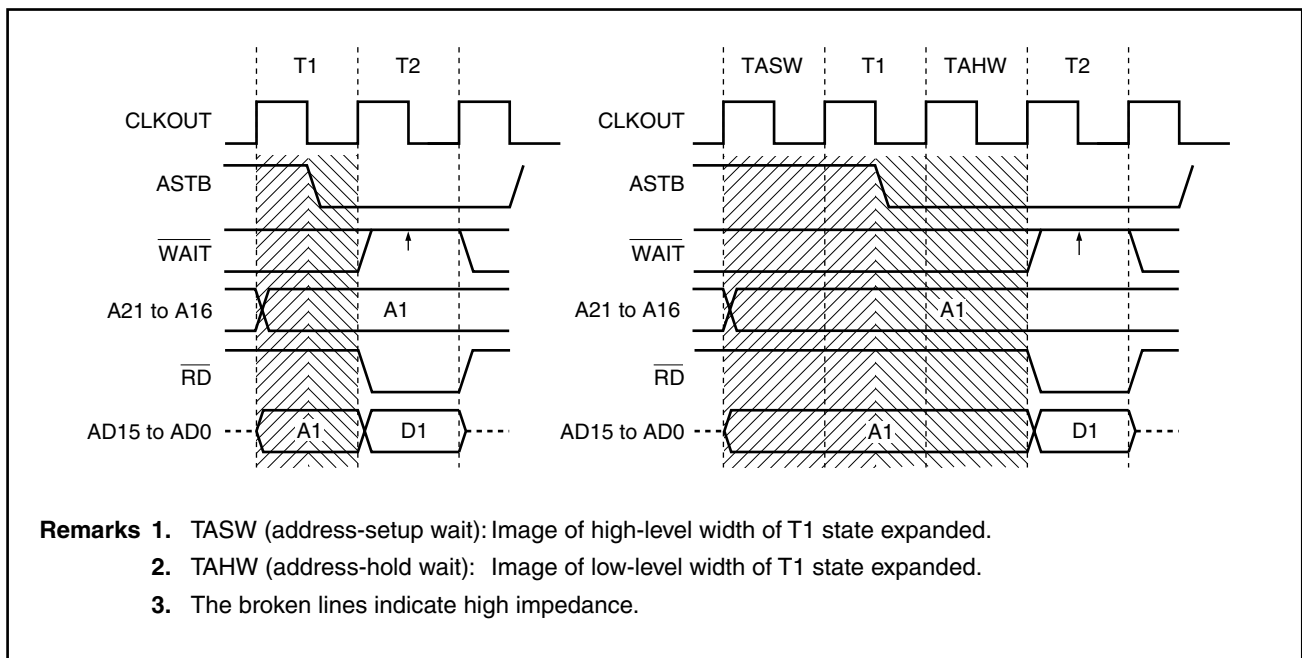 T1 T2
CLKOUT
ASTB
WAIT
A21 to A16 A1
RD
AD15 to AD0 A1 D1
TASW T1 TAHW T2
CLKOUT
ASTB
WAIT
A21 to A16 A1
RD
AD15 to AD0 A1 D1
Remarks 1. TASW (address-setup wait): Image of high-level width of T1 state expanded.
2. TAHW (address-hold wait): Image of low-level width of T1 state expanded.
3. The broken lines indicate high impedance.